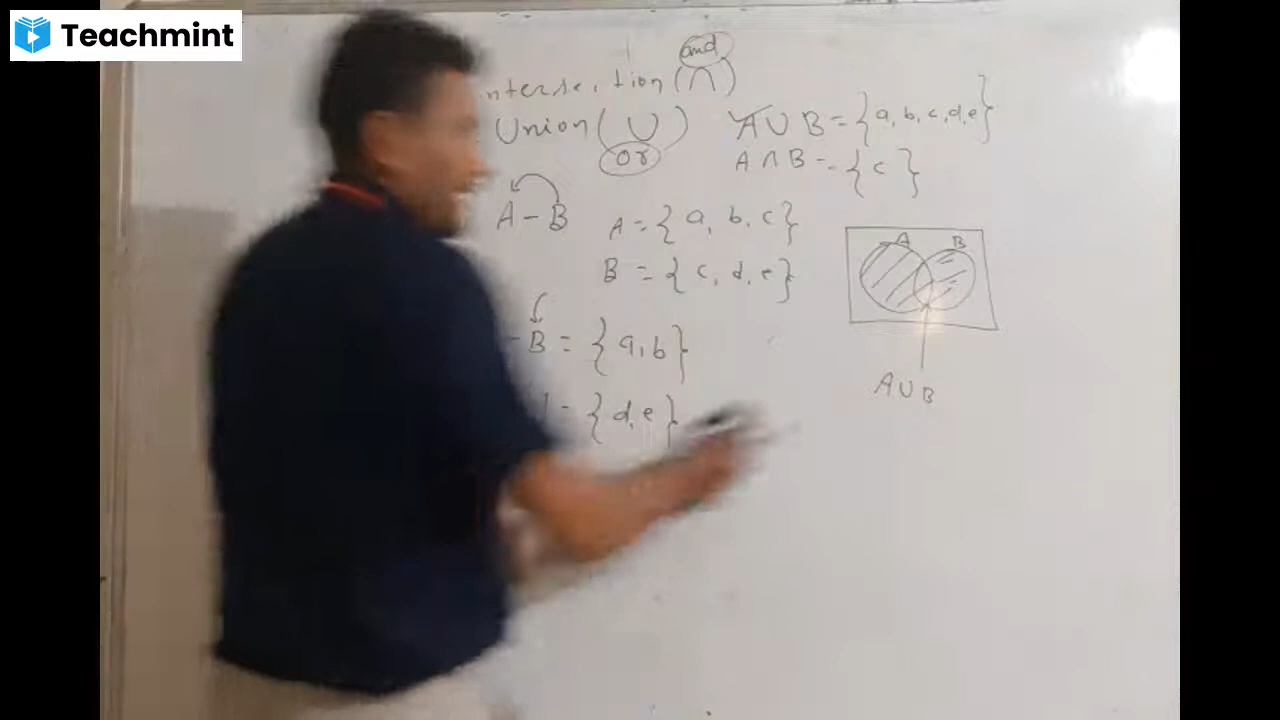 Teachmint
and
ntersection (∩)
Union ( ∪ )
or
A ∪ B = {a, b, c, d, e}
A ∩ B = {c}
A - B
A = {a, b, c}
B = {c, d, e}
A B
- B = {a, b}
= {d, e}
A ∪ B